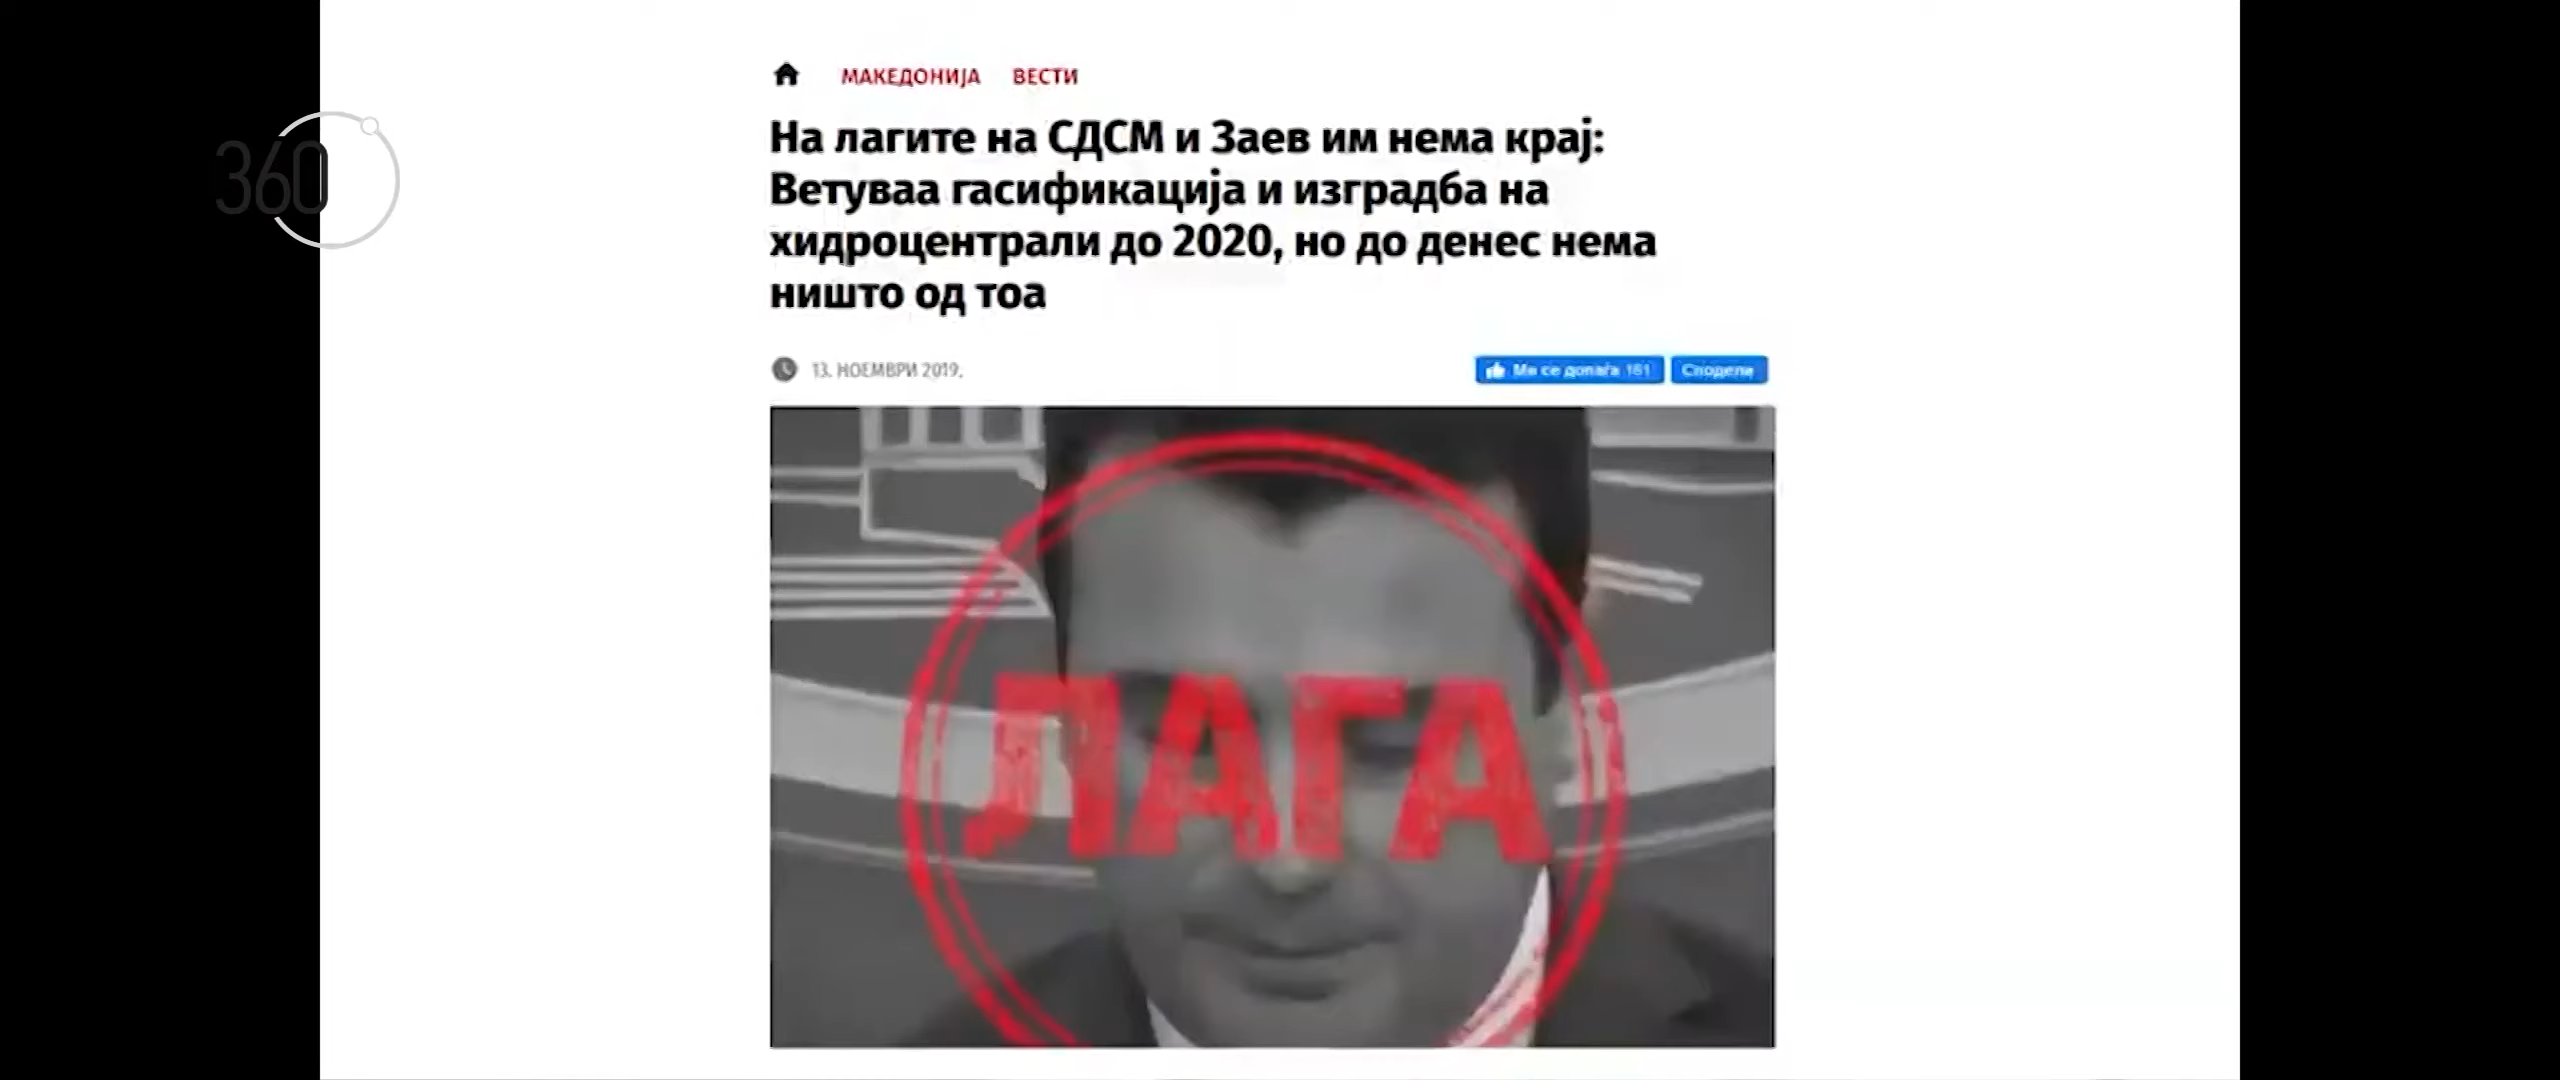 360
МАКЕДОНИЈА ВЕСТИ
На лагите на СДСМ и Заев им нема крај:
Ветуваа гасификација и изградба на
хидроцентрали до 2020, но до денес нема
ништо од тоа
13. НОЕМВРИ 2019.
Ми се допаѓа 161 Сподели
ЛАГА